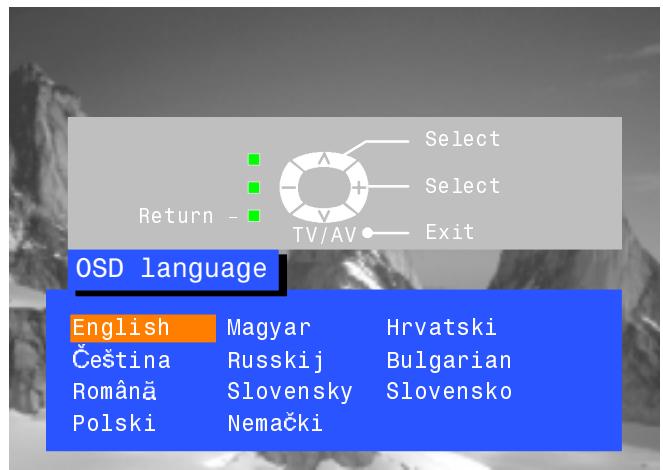 Select
Select
Return –
TV/AV Exit
OSD language
English Magyar Hrvatski
Čeština Russkij Bulgarian
Română Slovensky Slovensko
Polski Nemački